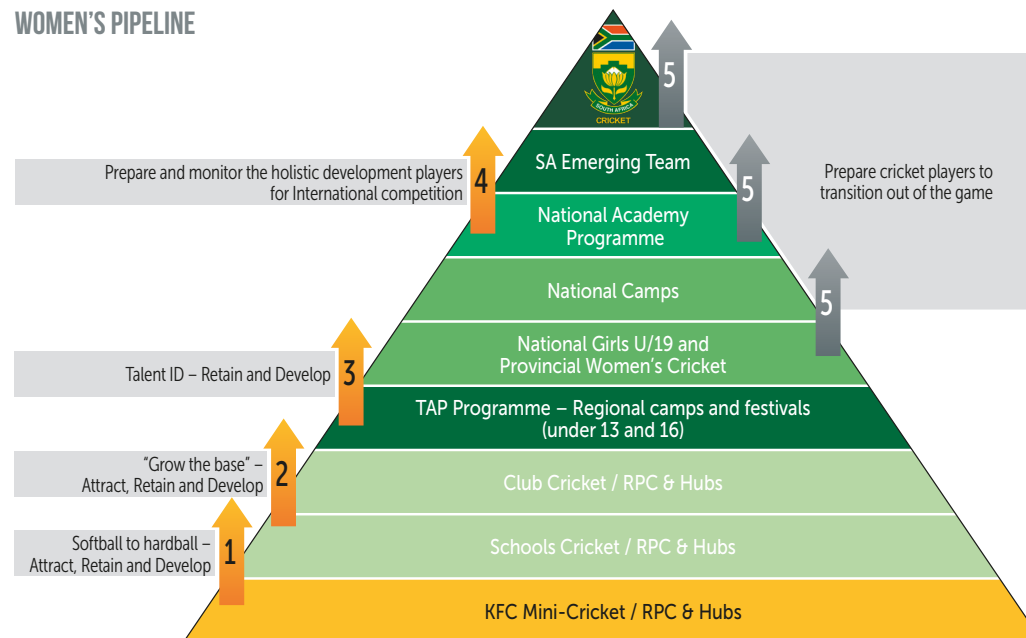 WOMEN'S PIPELINE
SOUTH AFRICA
CRICKET
5
SA Emerging Team
Prepare and monitor the holistic development players
for International competition
4
5
Prepare cricket players to
transition out of the game
National Academy
Programme
National Camps
5
National Girls U/19 and
Provincial Women's Cricket
Talent ID – Retain and Develop
3
TAP Programme – Regional camps and festivals
(under 13 and 16)
"Grow the base" –
Attract, Retain and Develop
2
Club Cricket / RPC & Hubs
Softball to hardball –
Attract, Retain and Develop
1
Schools Cricket / RPC & Hubs
KFC Mini-Cricket / RPC & Hubs